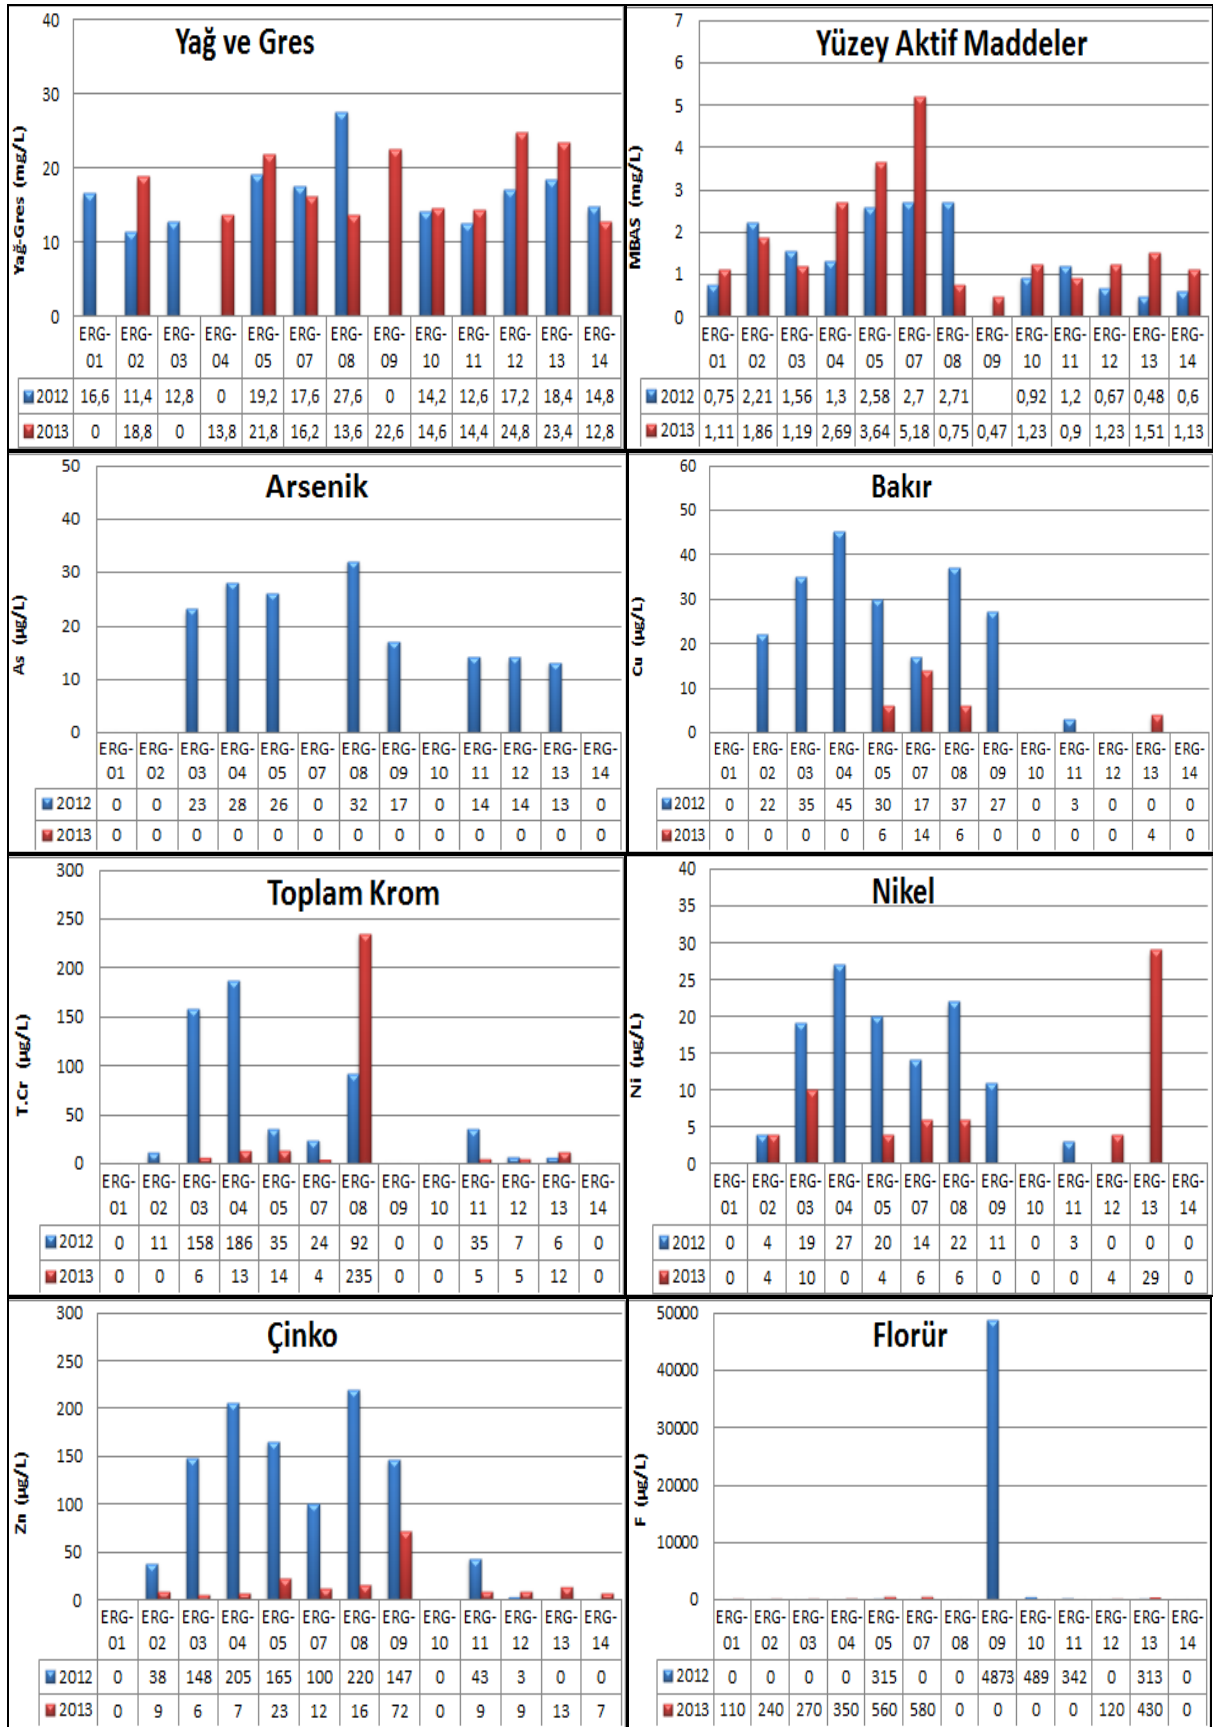 Yağ ve Gres
Yağ-Gres (mg/L)
40
30
20
10
0
ERG-01 ERG-02 ERG-03 ERG-04 ERG-05 ERG-07 ERG-08 ERG-09 ERG-10 ERG-11 ERG-12 ERG-13 ERG-14
2012 16,6 11,4 12,8 0 19,2 17,6 27,6 0 14,2 12,6 17,2 18,4 14,8
2013 0 18,8 0 13,8 21,8 16,2 13,6 22,6 14,6 14,4 24,8 23,4 12,8
Yüzey Aktif Maddeler
MBAS (mg/L)
7
6
5
4
3
2
1
0
ERG-01 ERG-02 ERG-03 ERG-04 ERG-05 ERG-07 ERG-08 ERG-09 ERG-10 ERG-11 ERG-12 ERG-13 ERG-14
2012 0,75 2,21 1,56 1,3 2,58 2,7 2,71 0,92 1,2 0,67 0,48 0,6
2013 1,11 1,86 1,19 2,69 3,64 5,18 0,75 0,47 1,23 0,9 1,23 1,51 1,13
Arsenik
As (µg/L)
50
40
30
20
10
0
ERG-01 ERG-02 ERG-03 ERG-04 ERG-05 ERG-07 ERG-08 ERG-09 ERG-10 ERG-11 ERG-12 ERG-13 ERG-14
2012 0 0 23 28 26 0 32 17 0 14 14 13 0
2013 0 0 0 0 0 0 0 0 0 0 0 0 0
Bakır
Cu (µg/L)
60
50
40
30
20
10
0
ERG-01 ERG-02 ERG-03 ERG-04 ERG-05 ERG-07 ERG-08 ERG-09 ERG-10 ERG-11 ERG-12 ERG-13 ERG-14
2012 0 22 35 45 30 17 37 27 0 3 0 0 0
2013 0 0 0 0 6 14 6 0 0 0 0 4 0
Toplam Krom
T.Cr (µg/L)
300
250
200
150
100
50
0
ERG-01 ERG-02 ERG-03 ERG-04 ERG-05 ERG-07 ERG-08 ERG-09 ERG-10 ERG-11 ERG-12 ERG-13 ERG-14
2012 0 11 158 186 35 24 92 0 0 35 7 6 0
2013 0 0 6 13 14 4 235 0 0 5 5 12 0
Nikel
Ni (µg/L)
40
35
30
25
20
15
10
5
0
ERG-01 ERG-02 ERG-03 ERG-04 ERG-05 ERG-07 ERG-08 ERG-09 ERG-10 ERG-11 ERG-12 ERG-13 ERG-14
2012 0 4 19 27 20 14 22 11 0 3 0 0 0
2013 0 4 10 0 4 6 6 0 0 0 4 29 0
Çinko
Zn (µg/L)
300
250
200
150
100
50
0
ERG-01 ERG-02 ERG-03 ERG-04 ERG-05 ERG-07 ERG-08 ERG-09 ERG-10 ERG-11 ERG-12 ERG-13 ERG-14
2012 0 38 148 205 165 100 220 147 0 43 3 0 0
2013 0 9 6 7 23 12 16 72 0 9 9 13 7
Florür
F (µg/L)
50000
40000
30000
20000
10000
0
ERG-01 ERG-02 ERG-03 ERG-04 ERG-05 ERG-07 ERG-08 ERG-09 ERG-10 ERG-11 ERG-12 ERG-13 ERG-14
2012 0 0 0 0 315 0 0 4873 489 342 0 313 0
2013 110 240 270 350 560 580 0 0 0 0 120 430 0